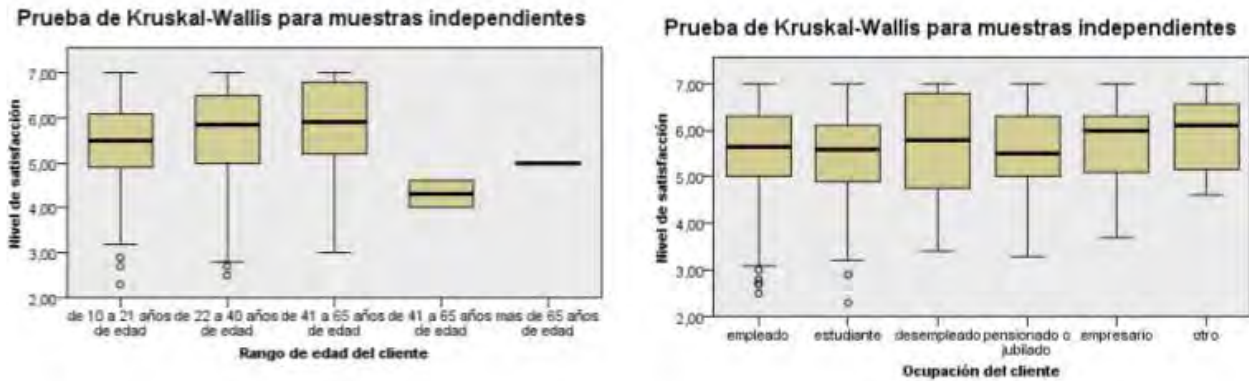 Prueba de Kruskal-Wallis para muestras independientes
7,00
6,00
5,00
4,00
3,00
2,00
Nivel de satisfacción
de 10 a 21 años de edad
de 22 a 40 años de edad
de 41 a 65 años de edad
de 41 a 65 años de edad
más de 65 años de edad
Rango de edad del cliente
Prueba de Kruskal-Wallis para muestras independientes
7,00
6,00
5,00
4,00
3,00
2,00
Nivel de satisfacción
empleado
estudiante
desempleado
pensionado o jubilado
empresario
otro
Ocupación del cliente